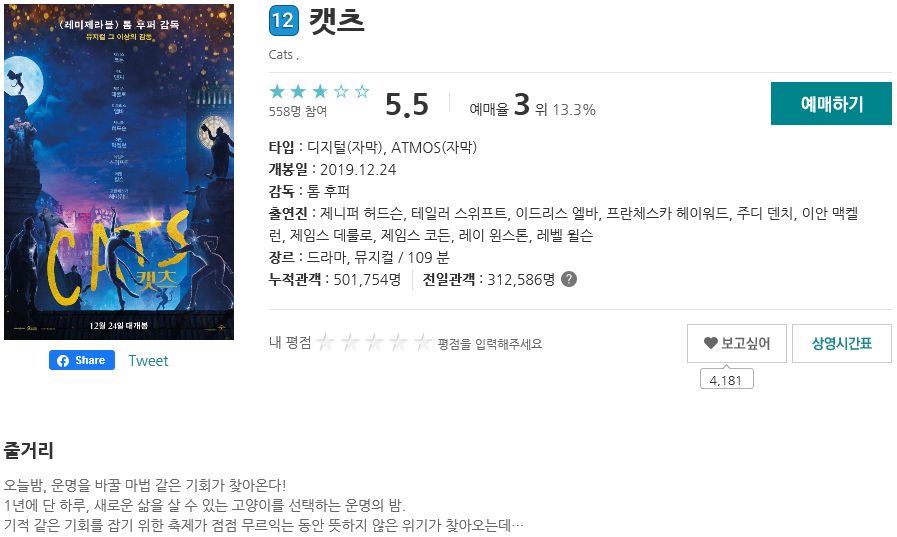 <레미제라블> 톰 후퍼 감독
뮤지컬 그 이상의 감동
CATS
캣츠
12월 24일 대개봉
Share
Tweet
12 캣츠
Cats ,
558명 참여
5.5
예매율 3 위 13.3%
예매하기
타입 : 디지털(자막), ATMOS(자막)
개봉일 : 2019.12.24
감독 : 톰 후퍼
출연진 : 제니퍼 허드슨, 테일러 스위프트, 이드리스 엘바, 프란체스카 헤이워드, 주디 덴치, 이안 맥켈
런, 제임스 데룰로, 제임스 코든, 레이 윈스톤, 레벨 윌슨
장르 : 드라마, 뮤지컬 / 109 분
누적관객 : 501,754명 전일관객 : 312,586명 ?
내 평점 평점을 입력해주세요
보고싶어
상영시간표
4,181
줄거리
오늘밤, 운명을 바꿀 마법 같은 기회가 찾아온다!
1년에 단 하루, 새로운 삶을 살 수 있는 고양이를 선택하는 운명의 밤.
기적 같은 기회를 잡기 위한 축제가 점점 무르익는 동안 뜻하지 않은 위기가 찾아오는데…